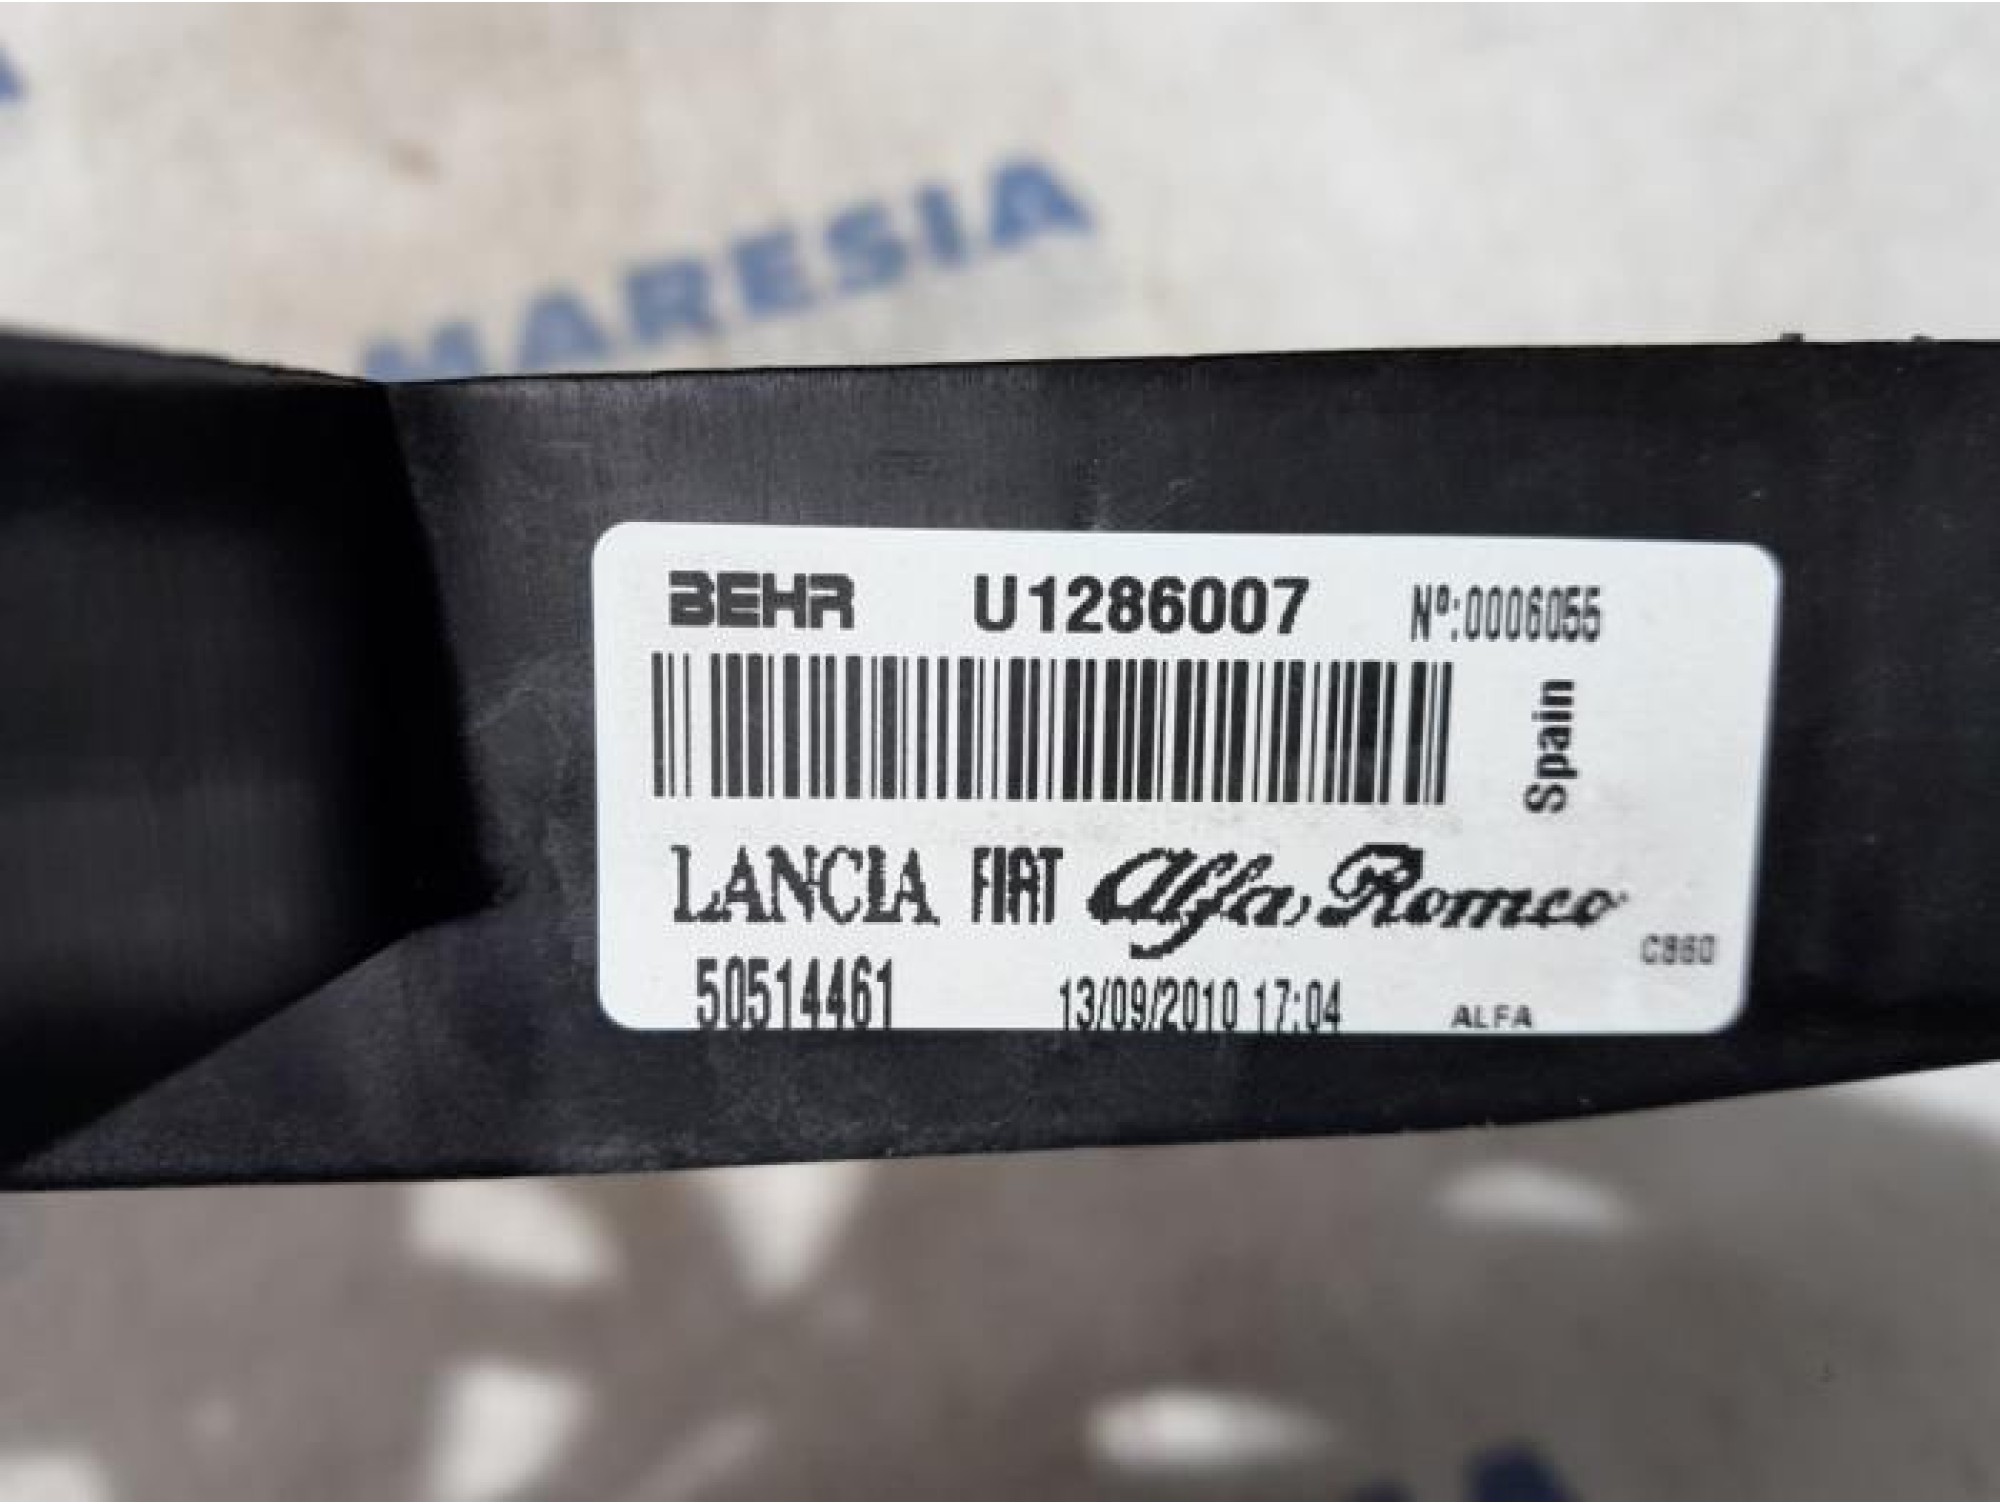 MARESIA
BEHR U1286007 Nº:0006055
Spain
LANCIA FIAT Alfa Romeo
C860
50514461 13/09/2010 17:04 ALFA